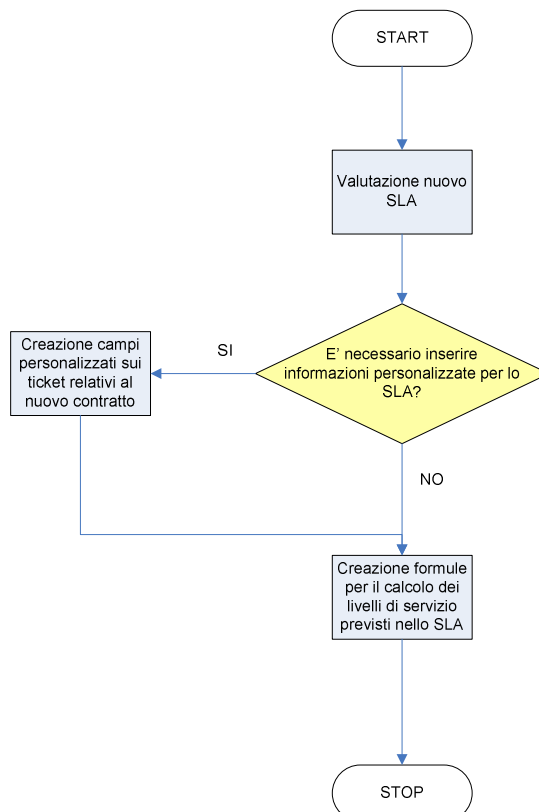 START
Valutazione nuovo
SLA
E' necessario inserire
informazioni personalizzate per lo
SLA?
SI
Creazione campi
personalizzati sui
ticket relativi al
nuovo contratto
NO
Creazione formule
per il calcolo dei
livelli di servizio
previsti nello SLA
STOP